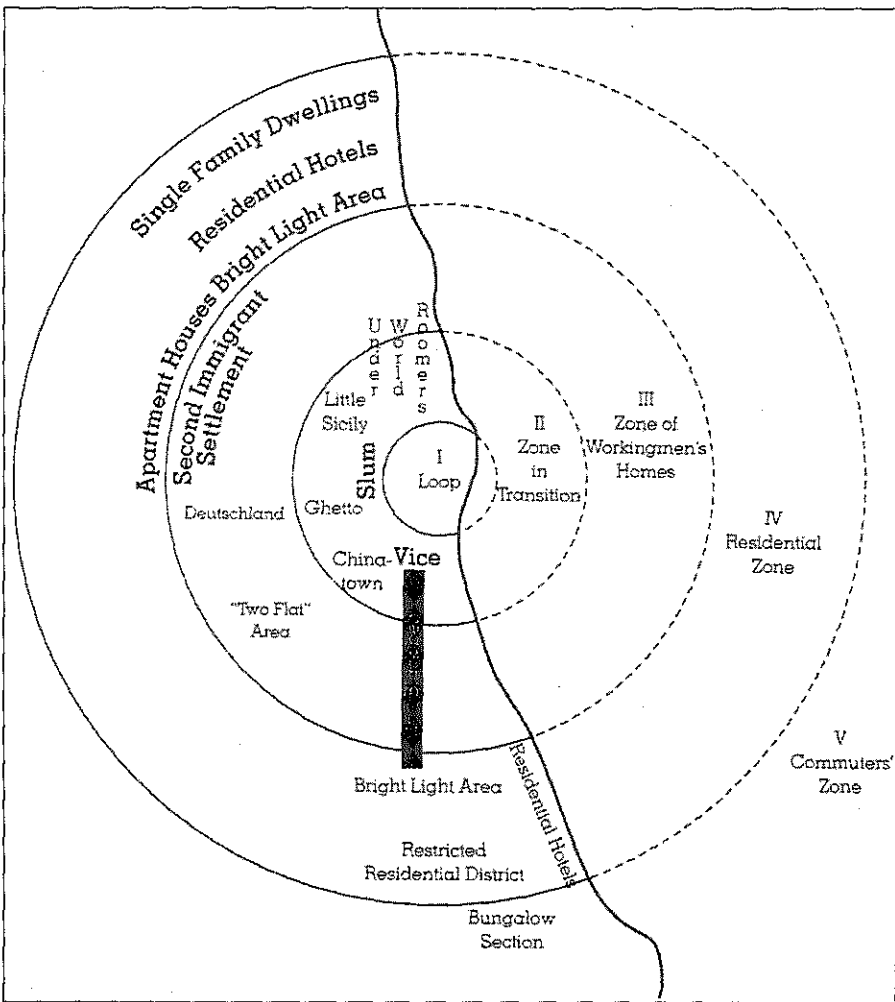 Single Family Dwellings
Residential Hotels
Bright Light Area
Apartment Houses
Second Immigrant
Settlement
Under
World
Roomers
Little
Sicily
Slum
I
Loop
II
Zone
in
Transition
III
Zone of
Workingmen's
Homes
Deutschland
Ghetto
IV
Residential
Zone
China-
town
Vice
"Two Flat"
Area
V
Commuters'
Zone
Bright Light Area
Residential Hotels
Restricted
Residential District
Bungalow
Section